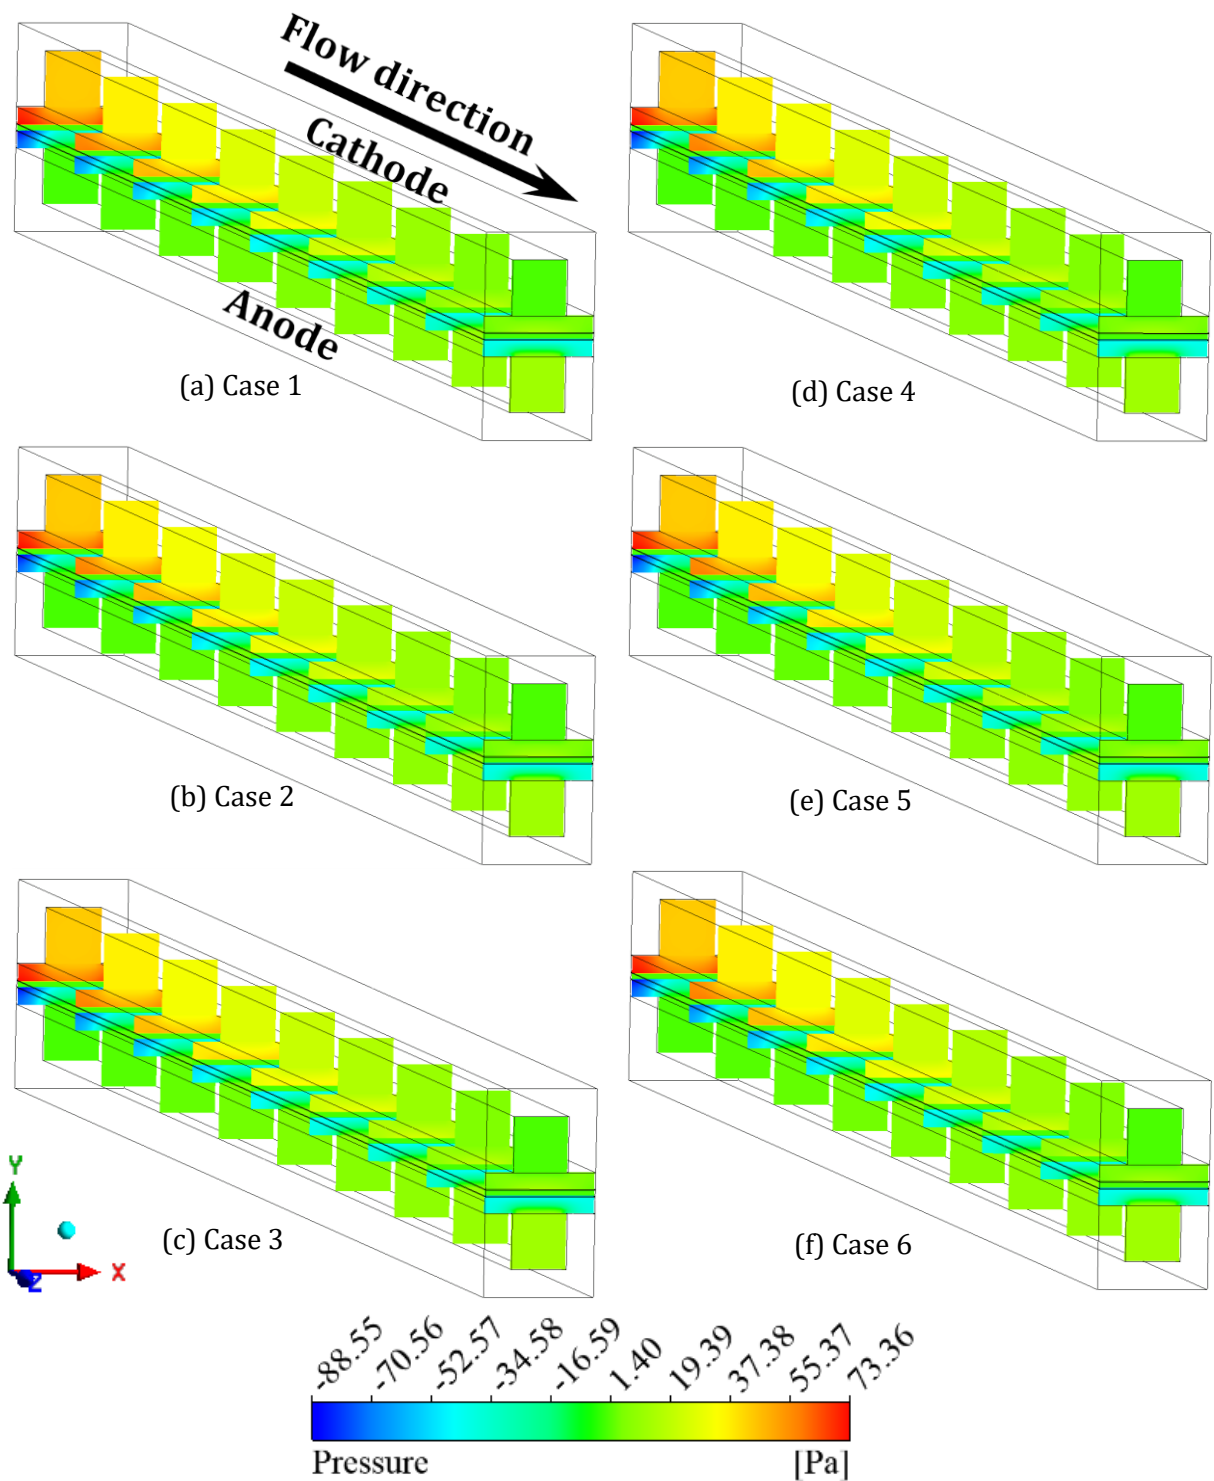 Flow direction
Cathode
Anode
(a) Case 1
(d) Case 4
(b) Case 2
(e) Case 5
(c) Case 3
(f) Case 6
Y
X
Z
-88.55
-70.56
-52.57
-34.58
-16.59
1.40
19.39
37.38
55.37
73.36
Pressure
[Pa]